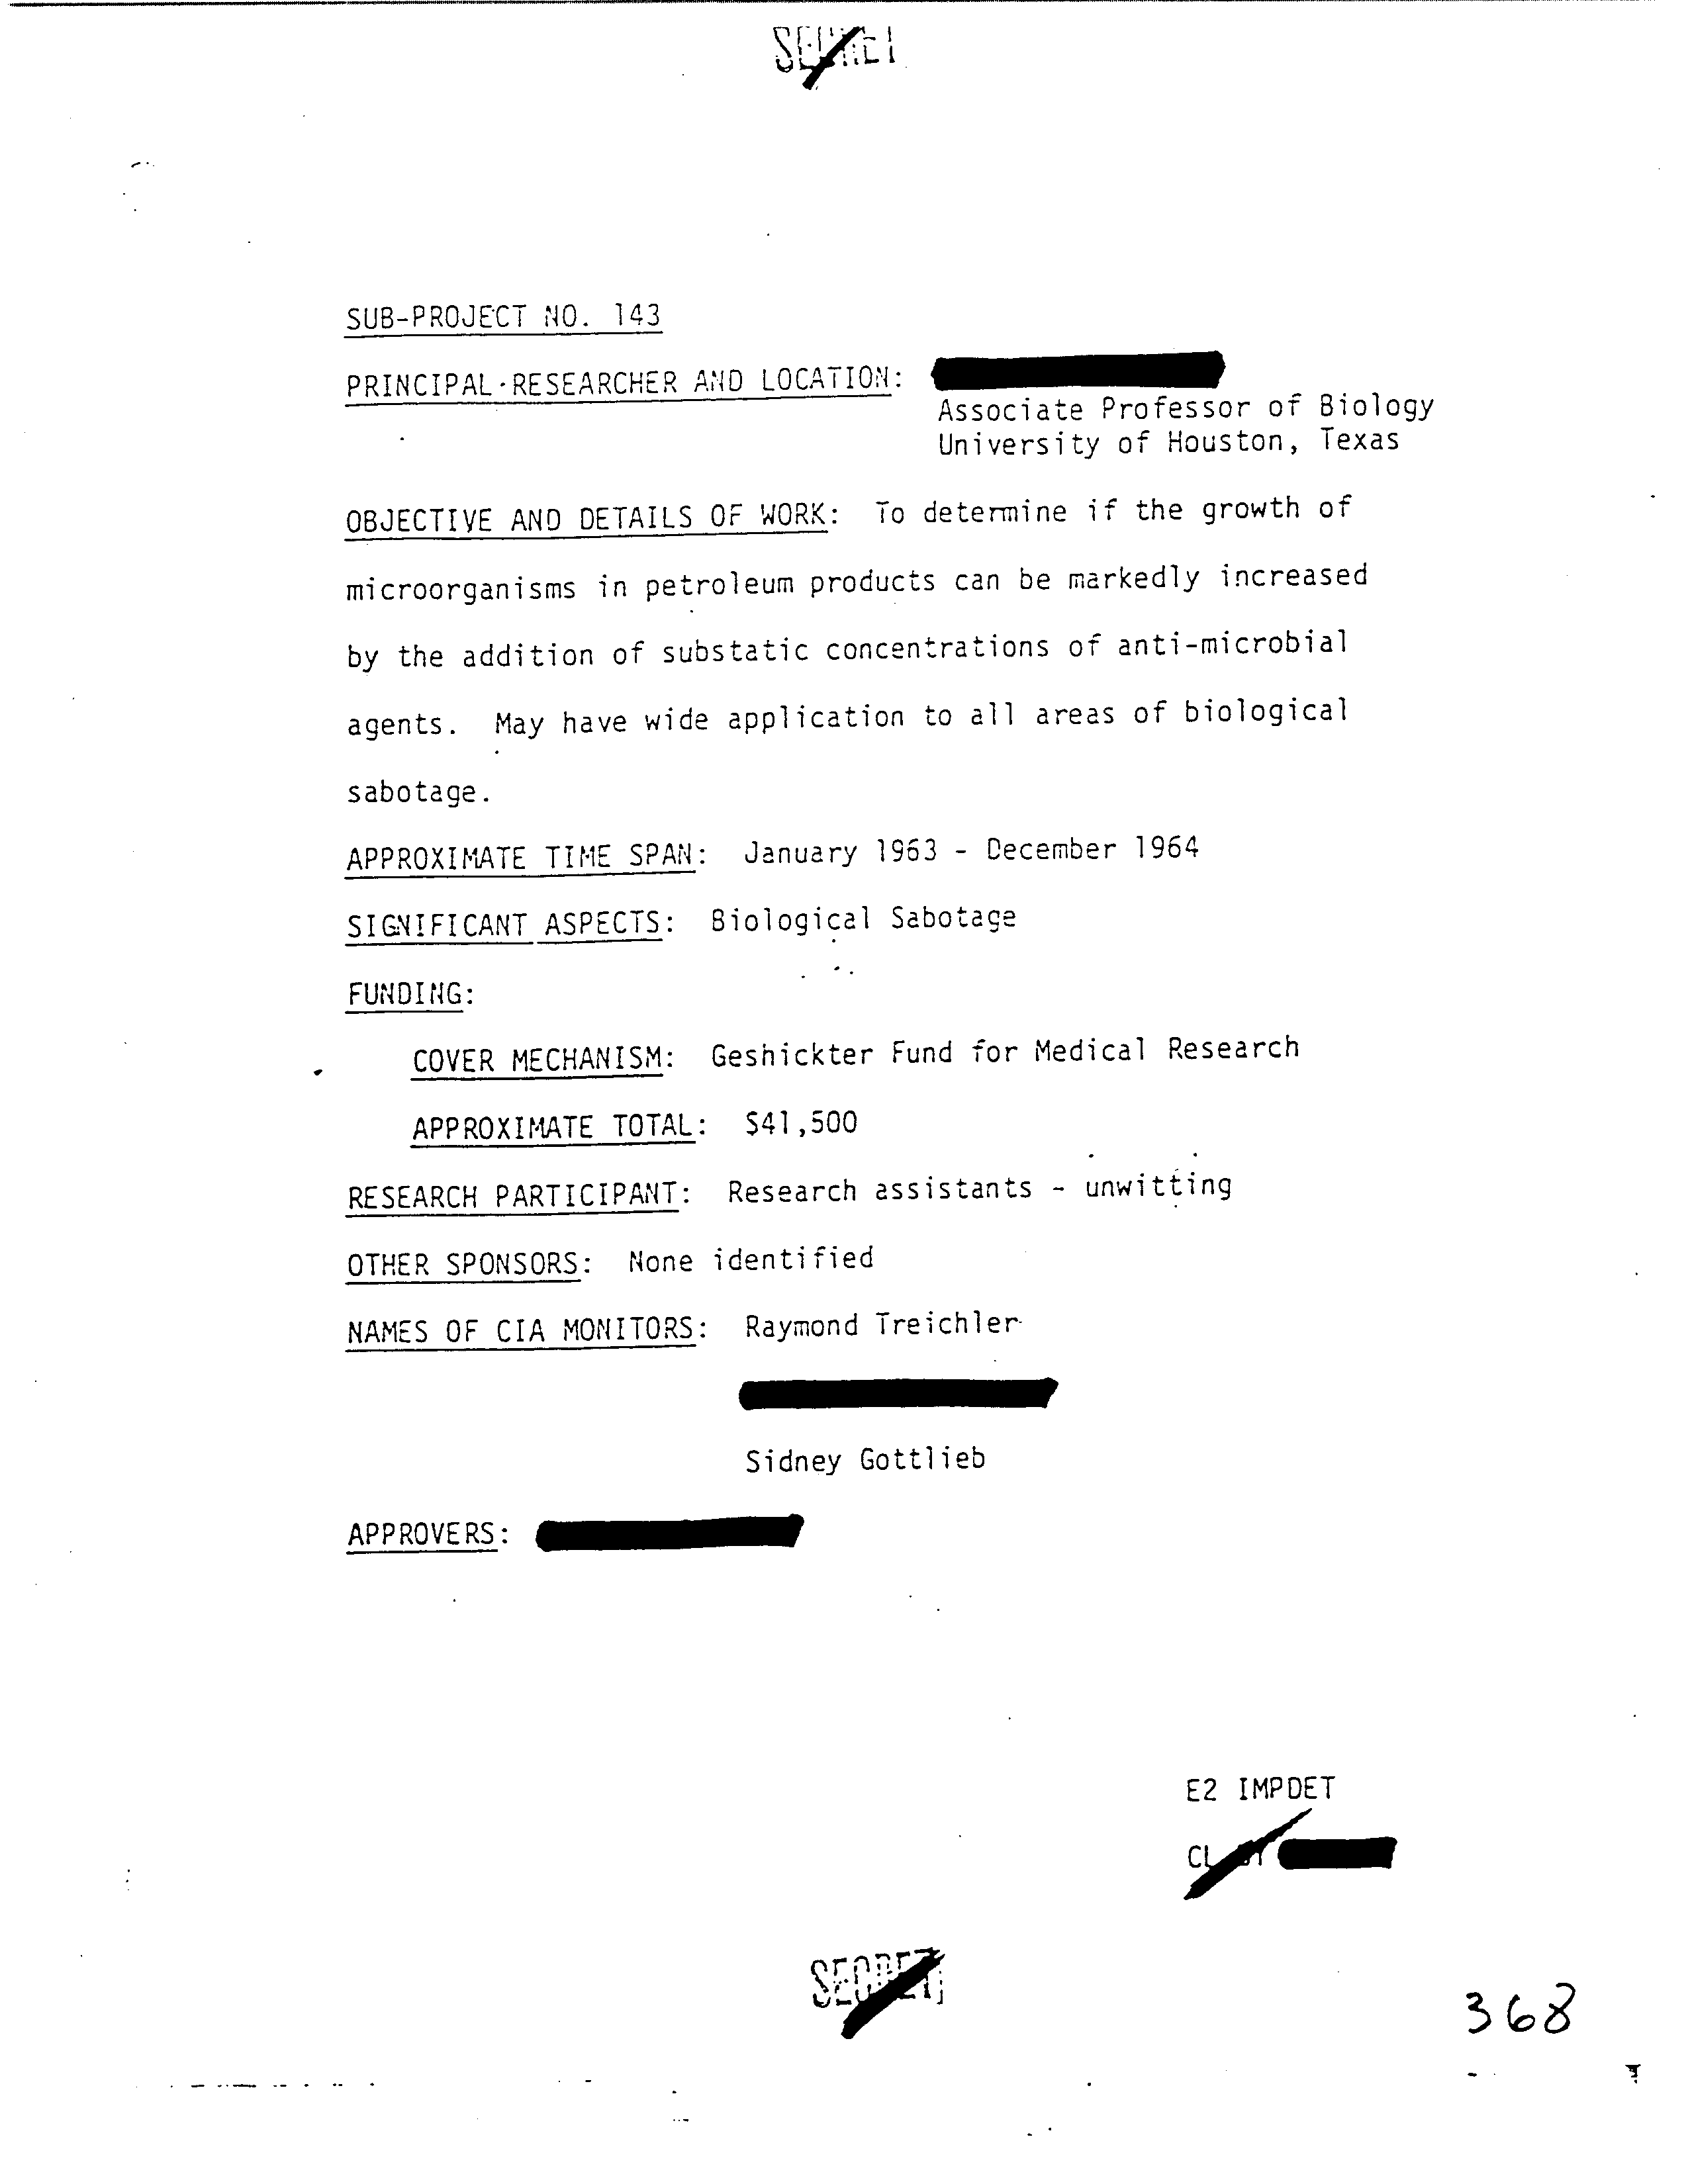 SECRET
SUB-PROJECT NO. 143
PRINCIPAL RESEARCHER AND LOCATION:
Associate Professor of Biology
University of Houston, Texas
OBJECTIVE AND DETAILS OF WORK: To determine if the growth of
microorganisms in petroleum products can be markedly increased
by the addition of substatic concentrations of anti-microbial
agents. May have wide application to all areas of biological
sabotage.
APPROXIMATE TIME SPAN: January 1963 - December 1964
SIGNIFICANT ASPECTS: Biological Sabotage
FUNDING:
COVER MECHANISM: Geshickter Fund for Medical Research
APPROXIMATE TOTAL: $41,500
RESEARCH PARTICIPANT: Research assistants - unwitting
OTHER SPONSORS: None identified
NAMES OF CIA MONITORS: Raymond Treichler
Sidney Gottlieb
APPROVERS:
E2 IMPDET
CL BY
SECRET
368